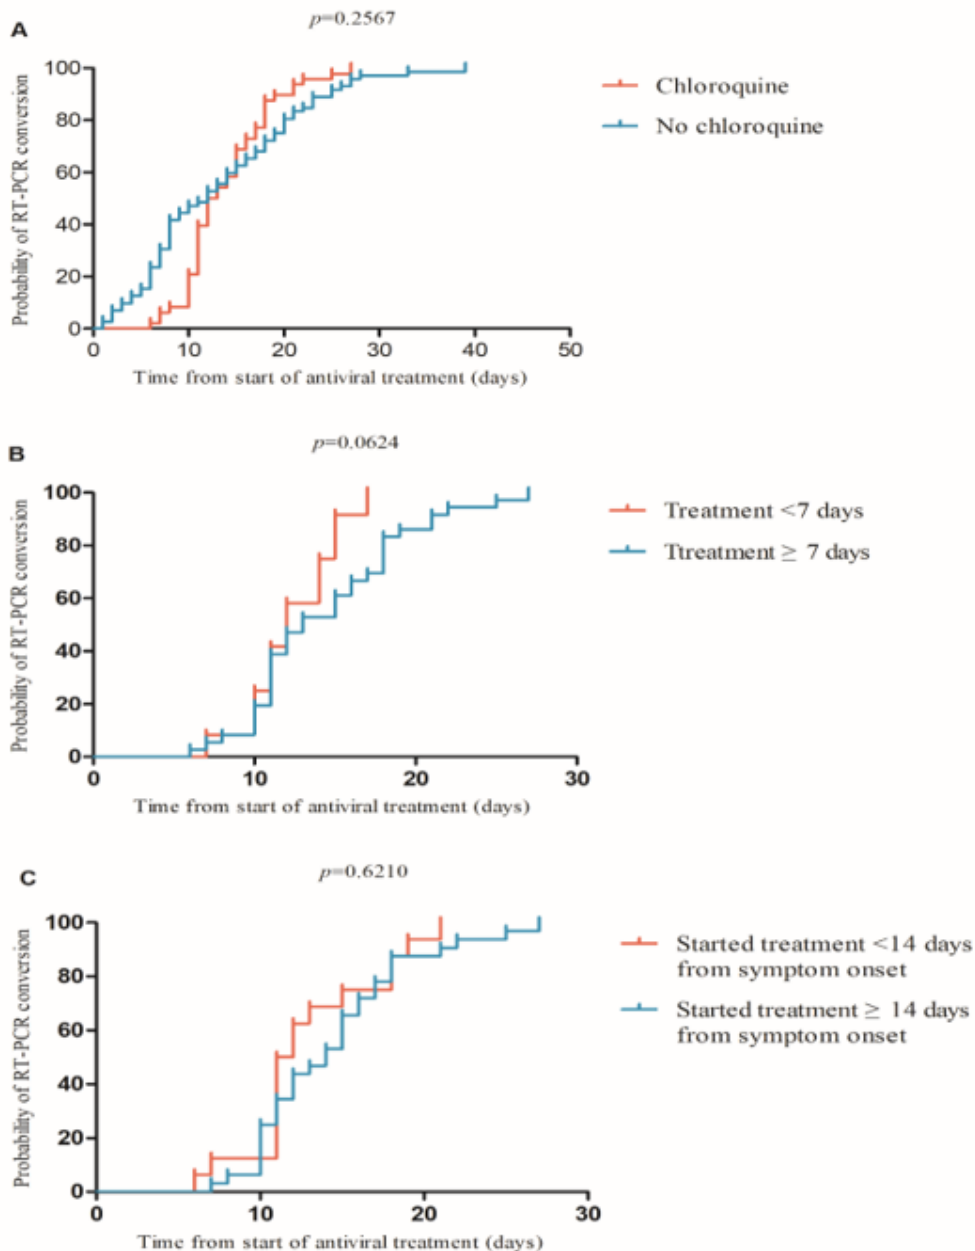 A
p=0.2567
Probability of RT-PCR conversion
100
80
60
40
20
0
0 10 20 30 40 50
Time from start of antiviral treatment (days)
Chloroquine
No chloroquine
B
p=0.0624
Probability of RT-PCR conversion
100
80
60
40
20
0
0 10 20 30
Time from start of antiviral treatment (days)
Treatment <7 days
Ttreatment ≥ 7 days
C
p=0.6210
Probability of RT-PCR conversion
100
80
60
40
20
0
0 10 20 30
Time from start of antiviral treatment (days)
Started treatment <14 days
from symptom onset
Started treatment ≥ 14 days
from symptom onset